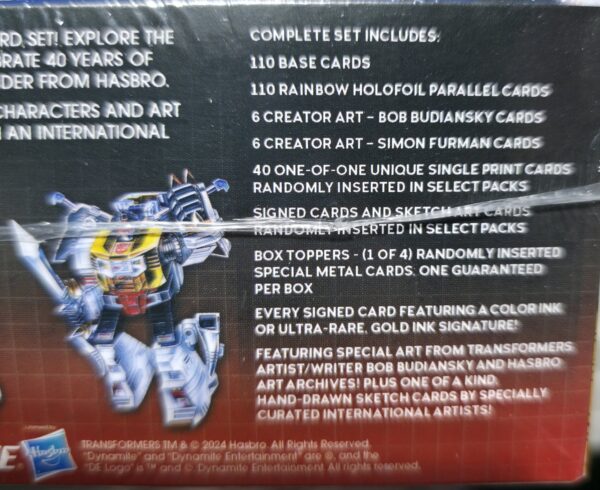 RD SET! EXPLORE THE
RATE 40 YEARS OF
DER FROM HASBRO.
CHARACTERS AND ART
AN INTERNATIONAL
COMPLETE SET INCLUDES:
110 BASE CARDS
110 RAINBOW HOLOFOIL PARALLEL CARDS
6 CREATOR ART – BOB BUDIANSKY CARDS
6 CREATOR ART – SIMON FURMAN CARDS
40 ONE-OF-ONE UNIQUE SINGLE PRINT CARDS
RANDOMLY INSERTED IN SELECT PACKS
SIGNED CARDS AND SKETCH ART CARDS
RANDOMLY INSERTED IN SELECT PACKS
BOX TOPPERS - (1 OF 4) RANDOMLY INSERTED
SPECIAL METAL CARDS. ONE GUARANTEED
PER BOX
EVERY SIGNED CARD FEATURING A COLOR INK
OR ULTRA-RARE, GOLD INK SIGNATURE!
FEATURING SPECIAL ART FROM TRANSFORMERS
ARTIST/WRITER BOB BUDIANSKY AND HASBRO
ART ARCHIVES! PLUS ONE OF A KIND
HAND-DRAWN SKETCH CARDS BY SPECIALLY
CURATED INTERNATIONAL ARTISTS!
Licensed by
E
Hasbro
TRANSFORMERS TM & © 2024 Hasbro. All Rights Reserved.
"Dynamite" and "Dynamite Entertainment" are ®, and the
"DE Logo" is ™ and ©. Dynamite Entertainment All rights reserved.